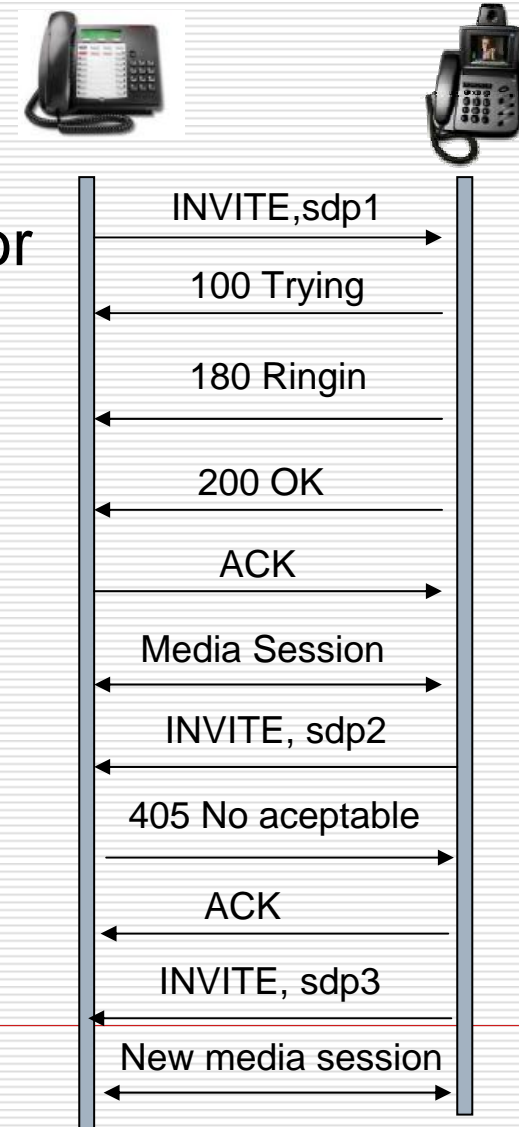 or
INVITE,sdp1
100 Trying
180 Ringin
200 OK
ACK
Media Session
INVITE, sdp2
405 No aceptable
ACK
INVITE, sdp3
New media session